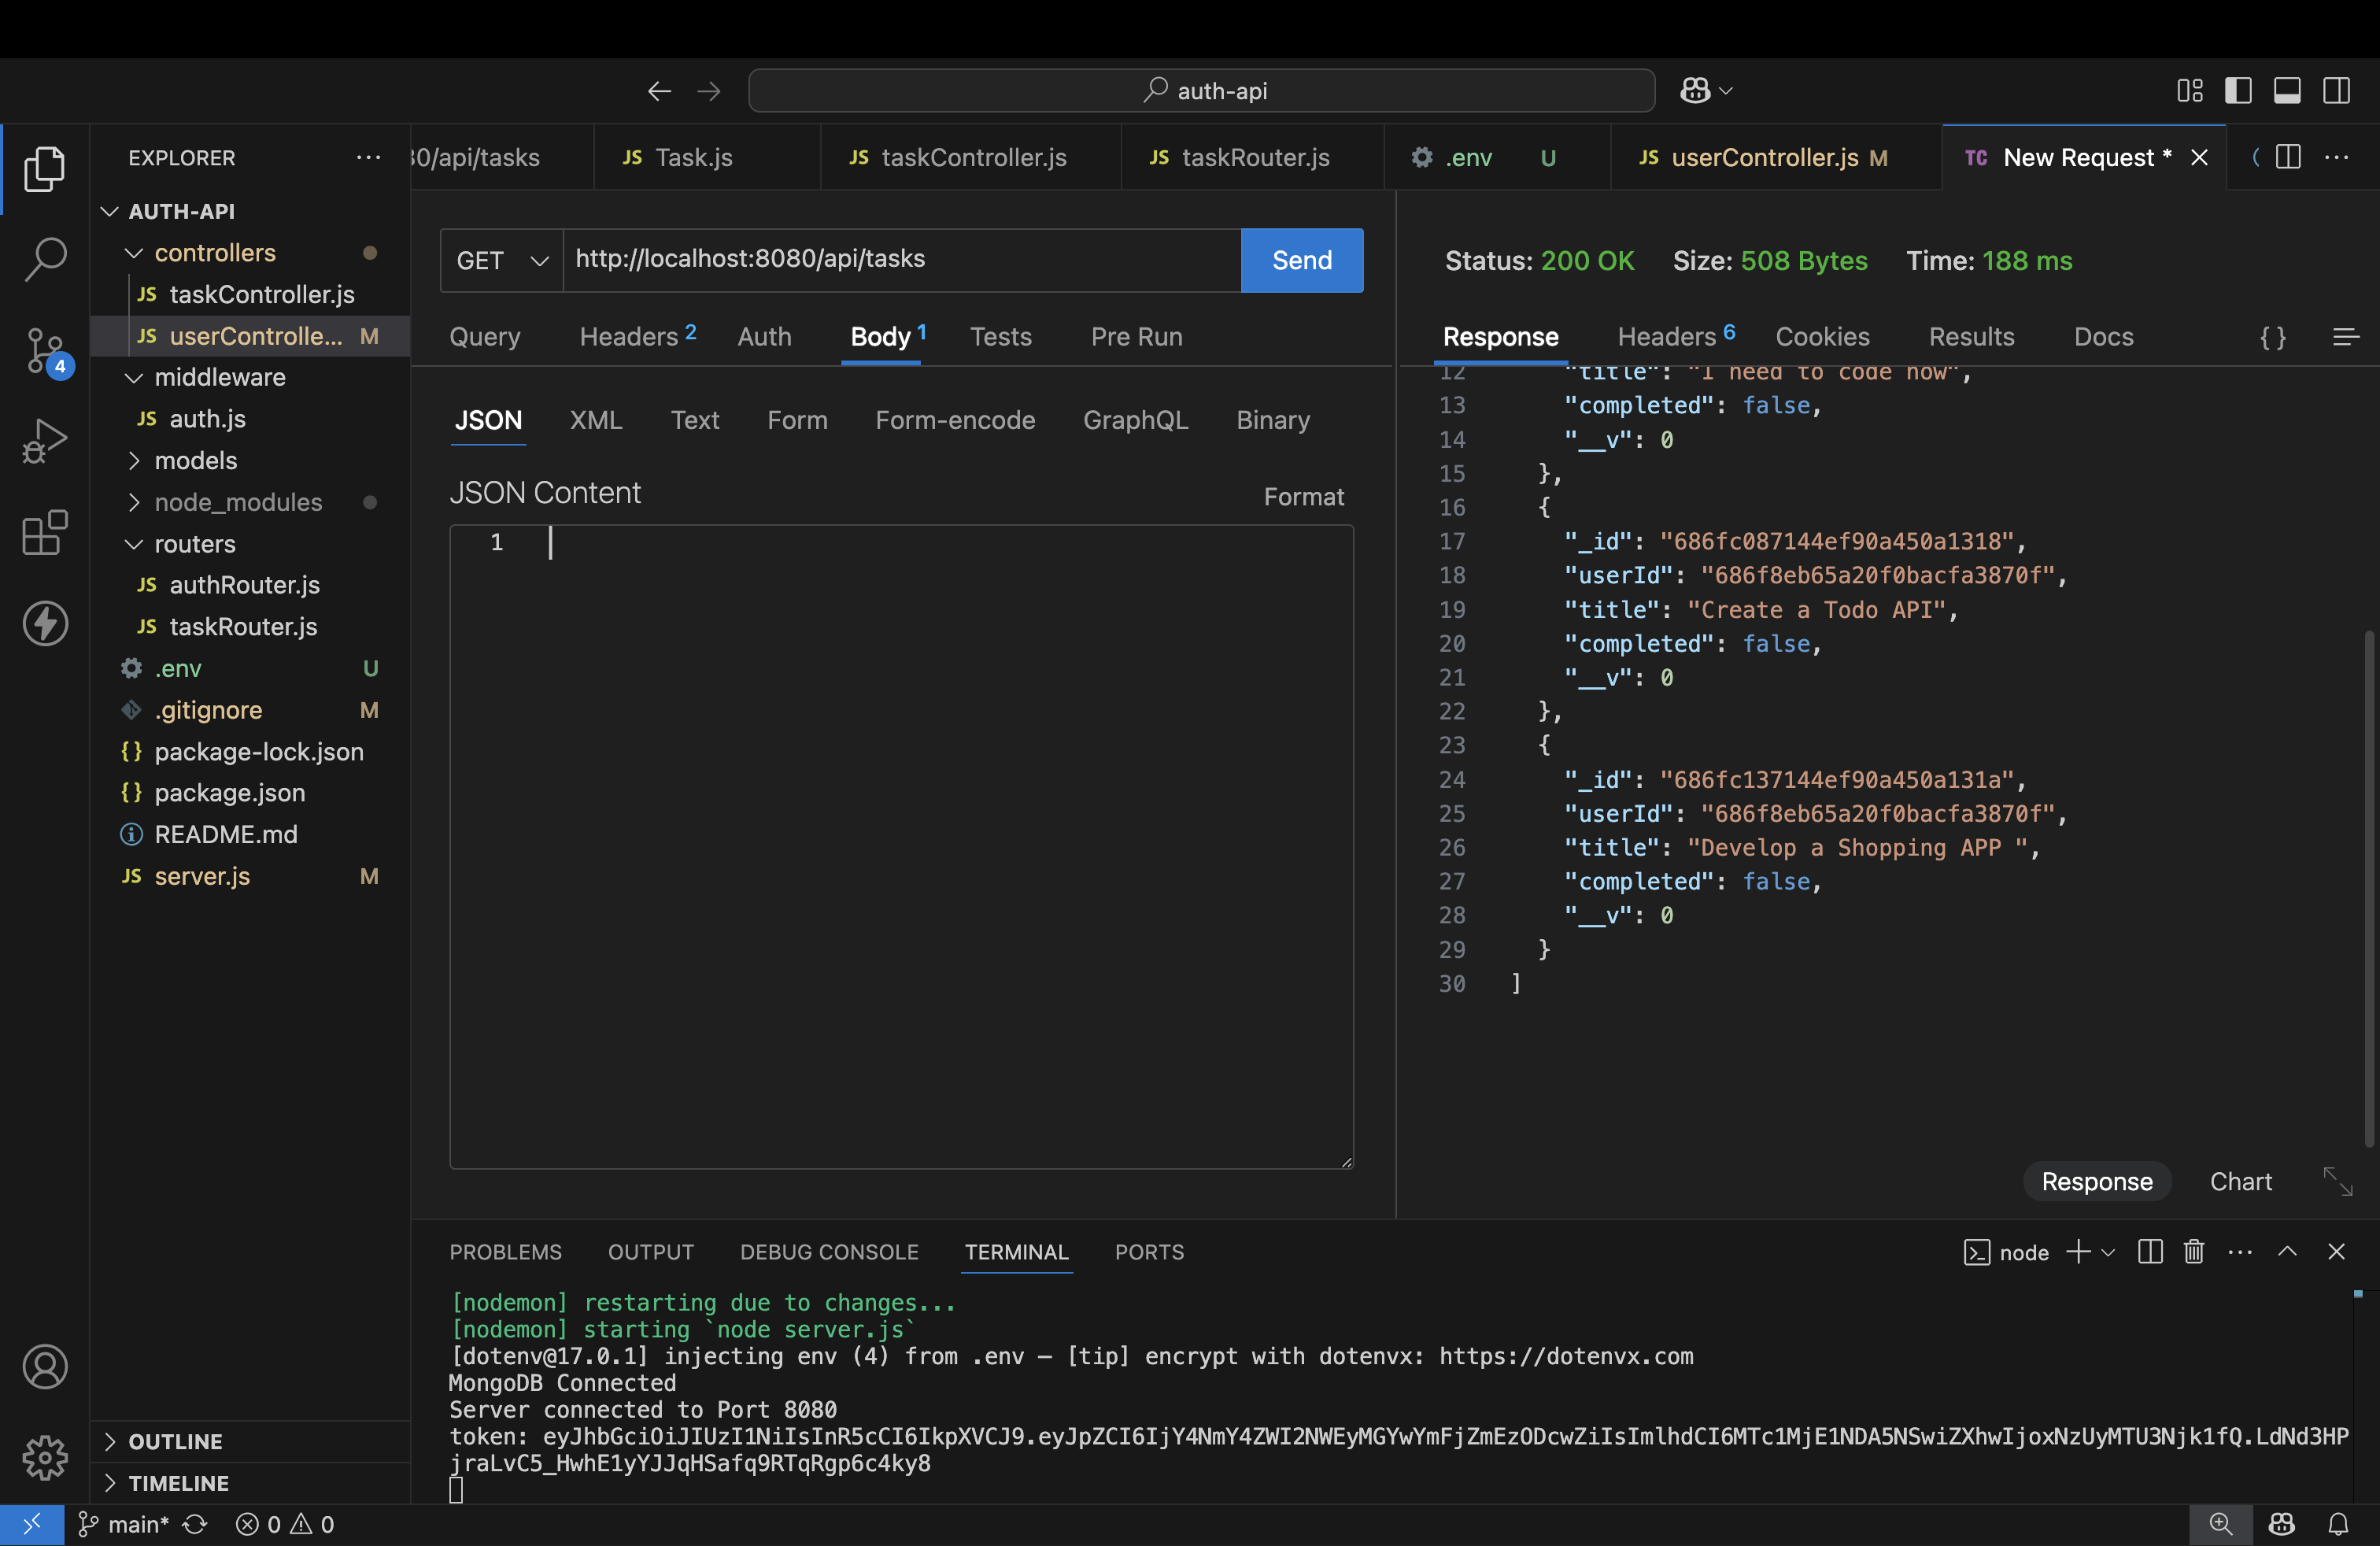 auth-api
EXPLORER
30/api/tasks
JS Task.js
JS taskController.js
JS taskRouter.js
.env U
JS userController.js M
TC New Request *
AUTH-API
controllers
JS taskController.js
JS userControlle... M
middleware
JS auth.js
models
node_modules
routers
JS authRouter.js
JS taskRouter.js
.env U
.gitignore M
{} package-lock.json
{} package.json
README.md
JS server.js M
4
OUTLINE
TIMELINE
GET http://localhost:8080/api/tasks Send
Query Headers 2 Auth Body 1 Tests Pre Run
JSON XML Text Form Form-encode GraphQL Binary
JSON Content
Format
1
Status: 200 OK Size: 508 Bytes Time: 188 ms
Response Headers 6 Cookies Results Docs { }
12 "title": "I need to code now",
13 "completed": false,
14 "__v": 0
15 },
16 {
17 "_id": "686fc087144ef90a450a1318",
18 "userId": "686f8eb65a20f0bacfa3870f",
19 "title": "Create a Todo API",
20 "completed": false,
21 "__v": 0
22 },
23 {
24 "_id": "686fc137144ef90a450a131a",
25 "userId": "686f8eb65a20f0bacfa3870f",
26 "title": "Develop a Shopping APP ",
27 "completed": false,
28 "__v": 0
29 }
30 ]
Response Chart
PROBLEMS OUTPUT DEBUG CONSOLE TERMINAL PORTS
node
[nodemon] restarting due to changes...
[nodemon] starting `node server.js`
[dotenv@17.0.1] injecting env (4) from .env – [tip] encrypt with dotenvx: https://dotenvx.com
MongoDB Connected
Server connected to Port 8080
token: eyJhbGciOiJIUzI1NiIsInR5cCI6IkpXVCJ9.eyJpZCI6IjY4NmY4ZWI2NWEyMGYwYmFjZmEzODcwZiIsImlhdCI6MTc1MjE1NDA5NSwiZXhwIjoxNzUyMTU3Njk1fQ.LdNd3HP
jraLvC5_HwhE1yYJJqHSafq9RTqRgp6c4ky8
main* 0 0